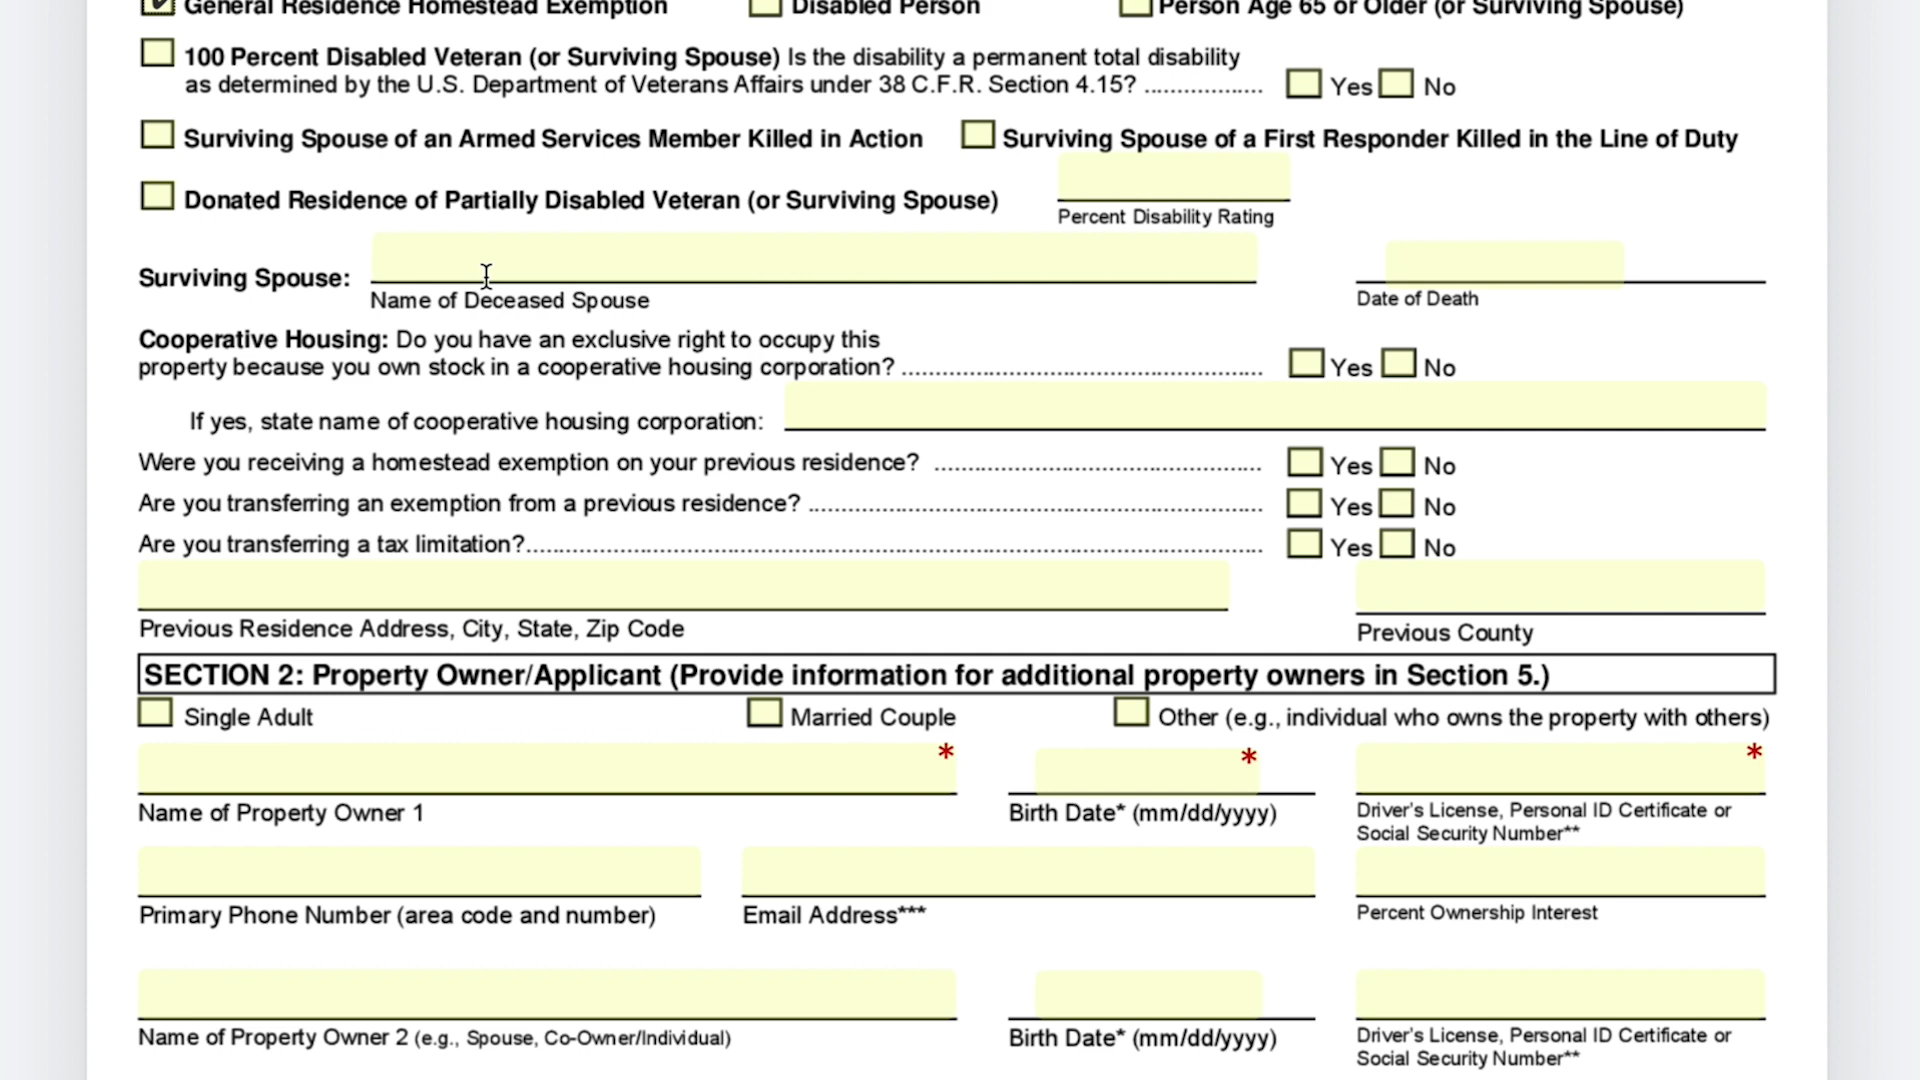 General Residence Homestead Exemption Disabled Person Person Age 65 or Older (or Surviving Spouse)
100 Percent Disabled Veteran (or Surviving Spouse) Is the disability a permanent total disability
as determined by the U.S. Department of Veterans Affairs under 38 C.F.R. Section 4.15? .................. Yes No
Surviving Spouse of an Armed Services Member Killed in Action Surviving Spouse of a First Responder Killed in the Line of Duty
Donated Residence of Partially Disabled Veteran (or Surviving Spouse)
Percent Disability Rating
Surviving Spouse:
Name of Deceased Spouse Date of Death
Cooperative Housing: Do you have an exclusive right to occupy this
property because you own stock in a cooperative housing corporation? ....................................................... Yes No
If yes, state name of cooperative housing corporation:
Were you receiving a homestead exemption on your previous residence? .................................................. Yes No
Are you transferring an exemption from a previous residence? ..................................................................... Yes No
Are you transferring a tax limitation?................................................................................................................ Yes No
Previous Residence Address, City, State, Zip Code Previous County
SECTION 2: Property Owner/Applicant (Provide information for additional property owners in Section 5.)
Single Adult Married Couple Other (e.g., individual who owns the property with others)
* * *
Name of Property Owner 1 Birth Date* (mm/dd/yyyy) Driver's License, Personal ID Certificate or
Social Security Number**
Primary Phone Number (area code and number) Email Address*** Percent Ownership Interest
Name of Property Owner 2 (e.g., Spouse, Co-Owner/Individual) Birth Date* (mm/dd/yyyy) Driver's License, Personal ID Certificate or
Social Security Number**